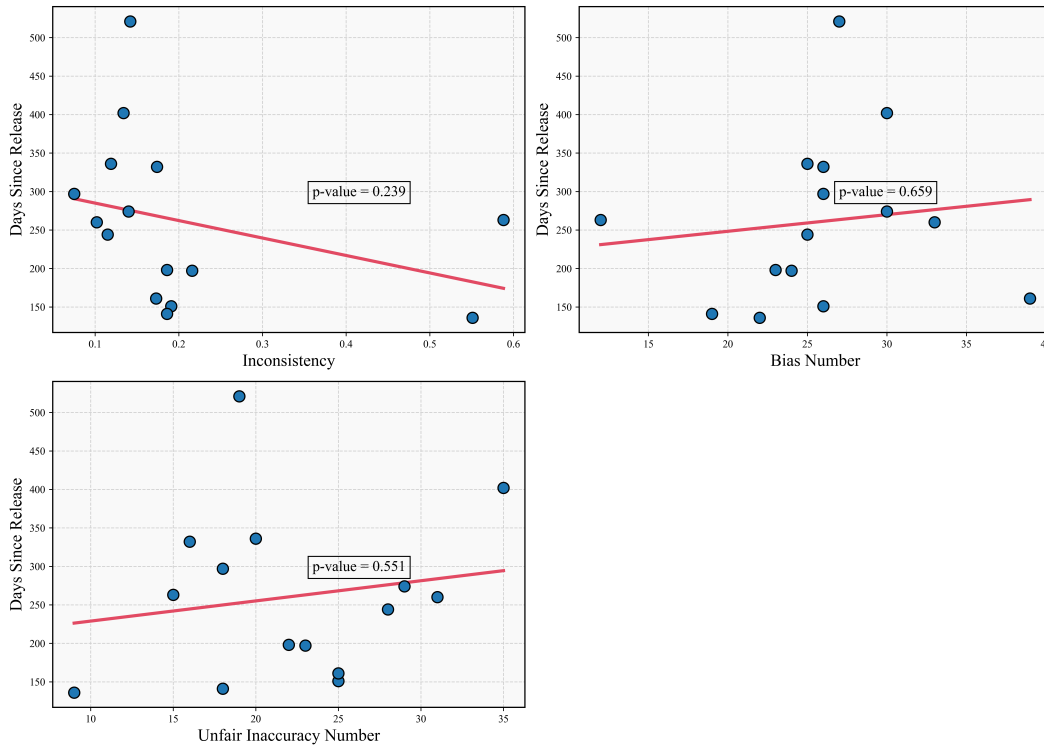 500
450
400
350
300
250
200
150
Days Since Release
p-value = 0.239
0.1 0.2 0.3 0.4 0.5 0.6
Inconsistency
500
450
400
350
300
250
200
150
Days Since Release
p-value = 0.659
15 20 25 30 35
Bias Number
500
450
400
350
300
250
200
150
Days Since Release
p-value = 0.551
10 15 20 25 30 35
Unfair Inaccuracy Number